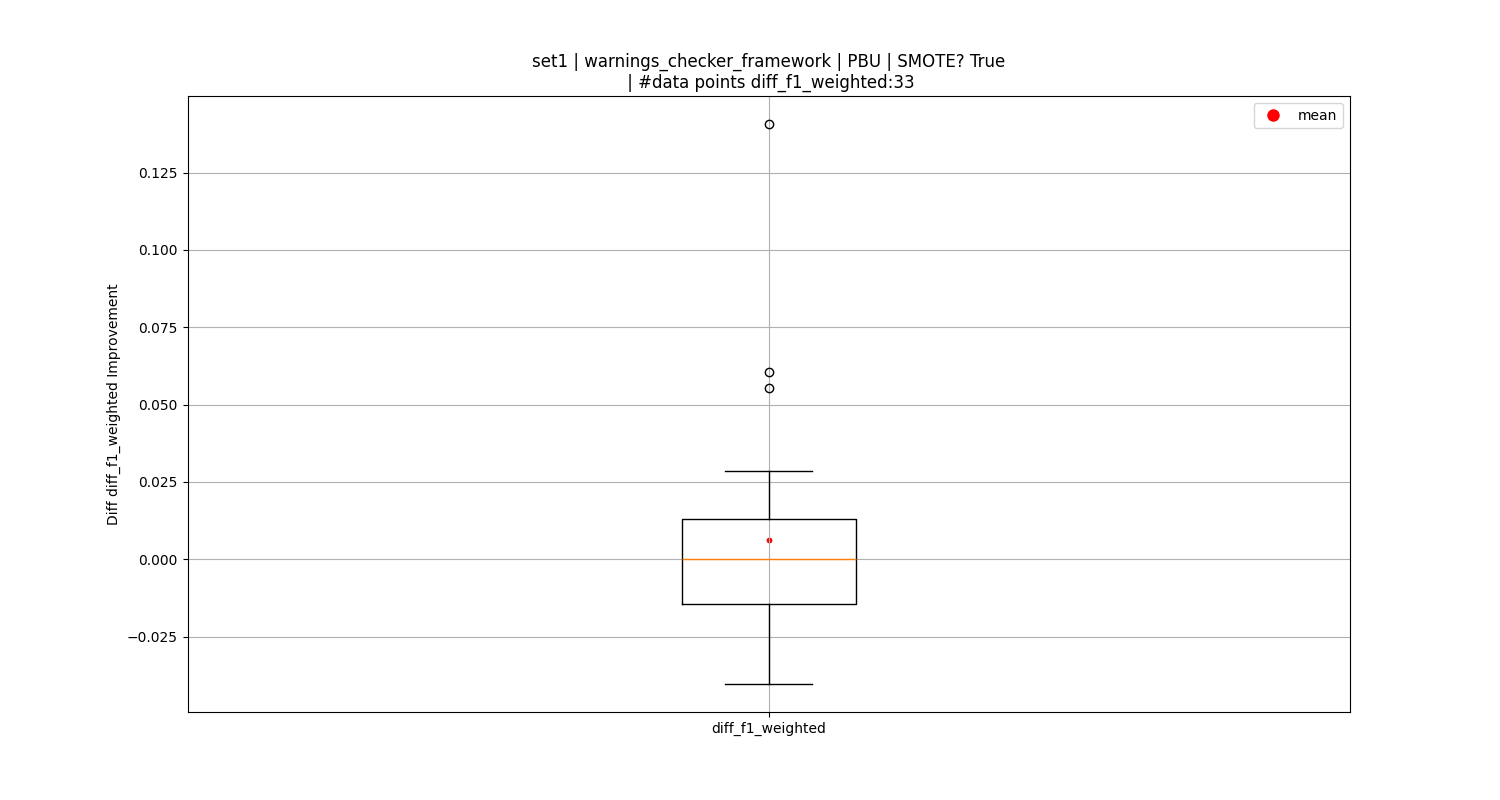 set1 | warnings_checker_framework | PBU | SMOTE? True
| #data points diff_f1_weighted:33
mean
0.125
0.100
0.075
0.050
0.025
0.000
−0.025
Diff diff_f1_weighted Improvement
diff_f1_weighted